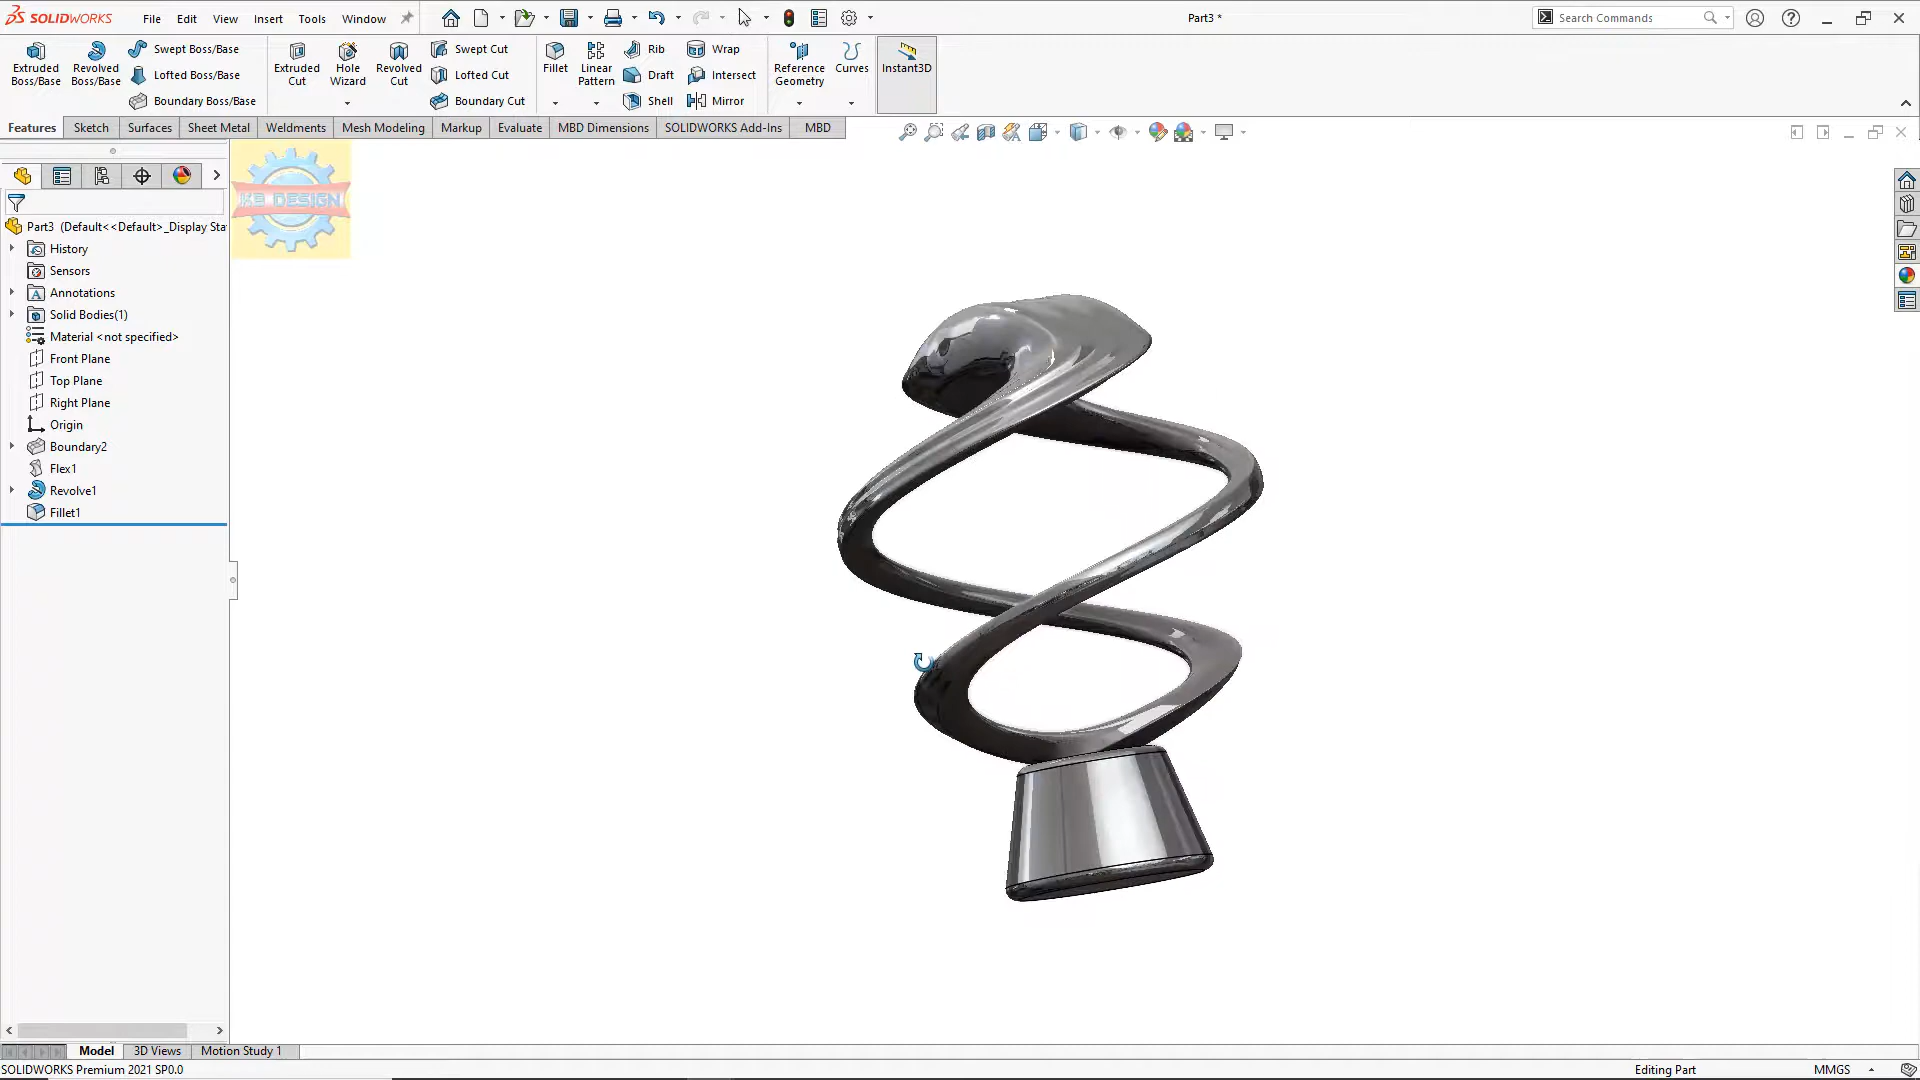 SOLIDWORKS File Edit View Insert Tools Window Part3 * Search Commands
Extruded Boss/Base
Revolved Boss/Base
Swept Boss/Base
Lofted Boss/Base
Boundary Boss/Base
Extruded Cut
Hole Wizard
Revolved Cut
Swept Cut
Lofted Cut
Boundary Cut
Fillet
Linear Pattern
Rib
Draft
Shell
Wrap
Intersect
Mirror
Reference Geometry
Curves
Instant3D
Features Sketch Surfaces Sheet Metal Weldments Mesh Modeling Markup Evaluate MBD Dimensions SOLIDWORKS Add-Ins MBD
KB DESIGN
Part3 (Default<<Default>_Display Sta
History
Sensors
Annotations
Solid Bodies(1)
Material <not specified>
Front Plane
Top Plane
Right Plane
Origin
Boundary2
Flex1
Revolve1
Fillet1
Model 3D Views Motion Study 1
SOLIDWORKS Premium 2021 SP0.0 Editing Part MMGS